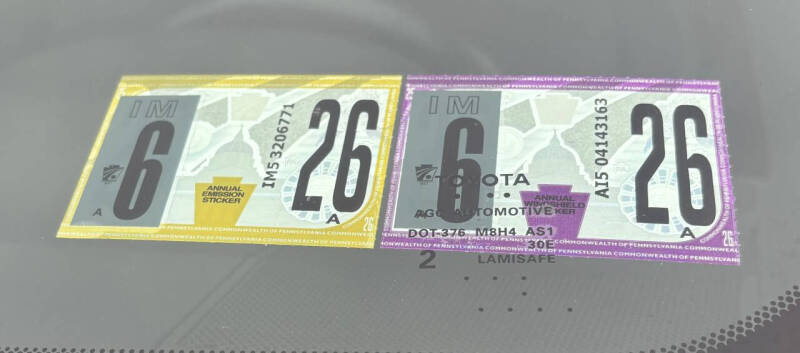 COMMONWEALTH OF PENNSYLVANIA
IM
6
26
IM5 3206771
ANNUAL
EMISSION
STICKER
A
A
COMMONWEALTH OF PENNSYLVANIA
COMMONWEALTH OF PENNSYLVANIA
IM
6
26
AI5 04143163
ANNUAL
WINDSHIELD
A
A
26
COMMONWEALTH OF PENNSYLVANIA
TOYOTA
AGC AUTOMOTIVE
DOT-376 M8H4 AS1
30E
2 LAMISAFE